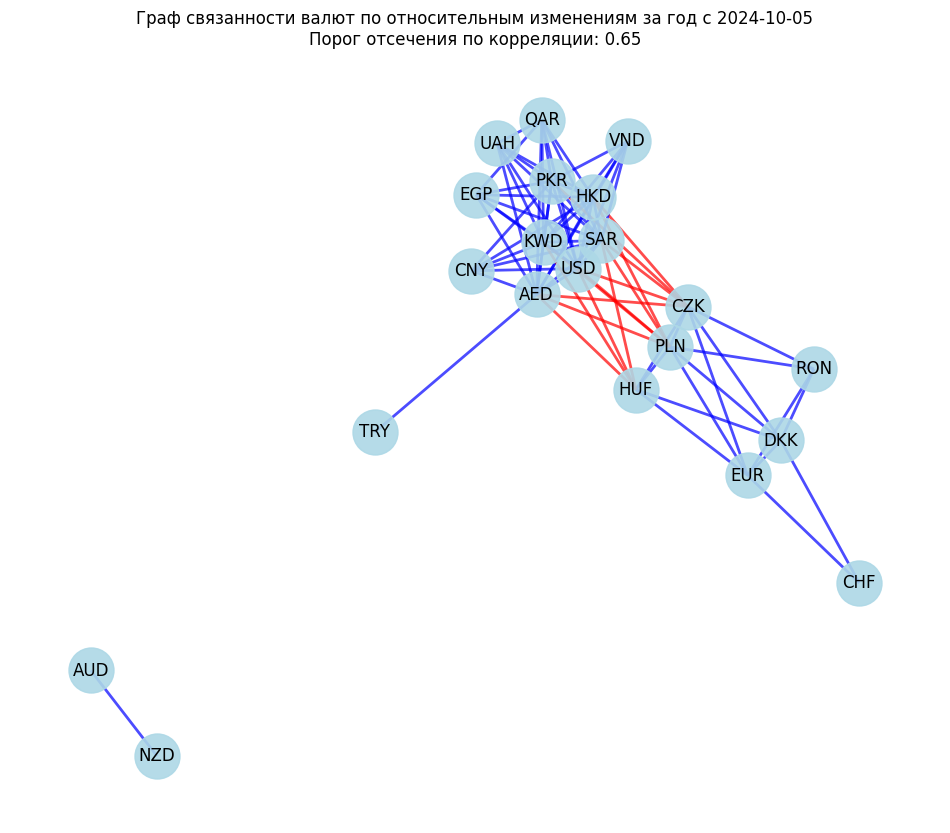 Граф связанности валют по относительным изменениям за год с 2024-10-05
Порог отсечения по корреляции: 0.65
QAR
UAH
VND
PKR
EGP
HKD
KWD
SAR
CNY
USD
AED
CZK
PLN
RON
HUF
TRY
DKK
EUR
CHF
AUD
NZD